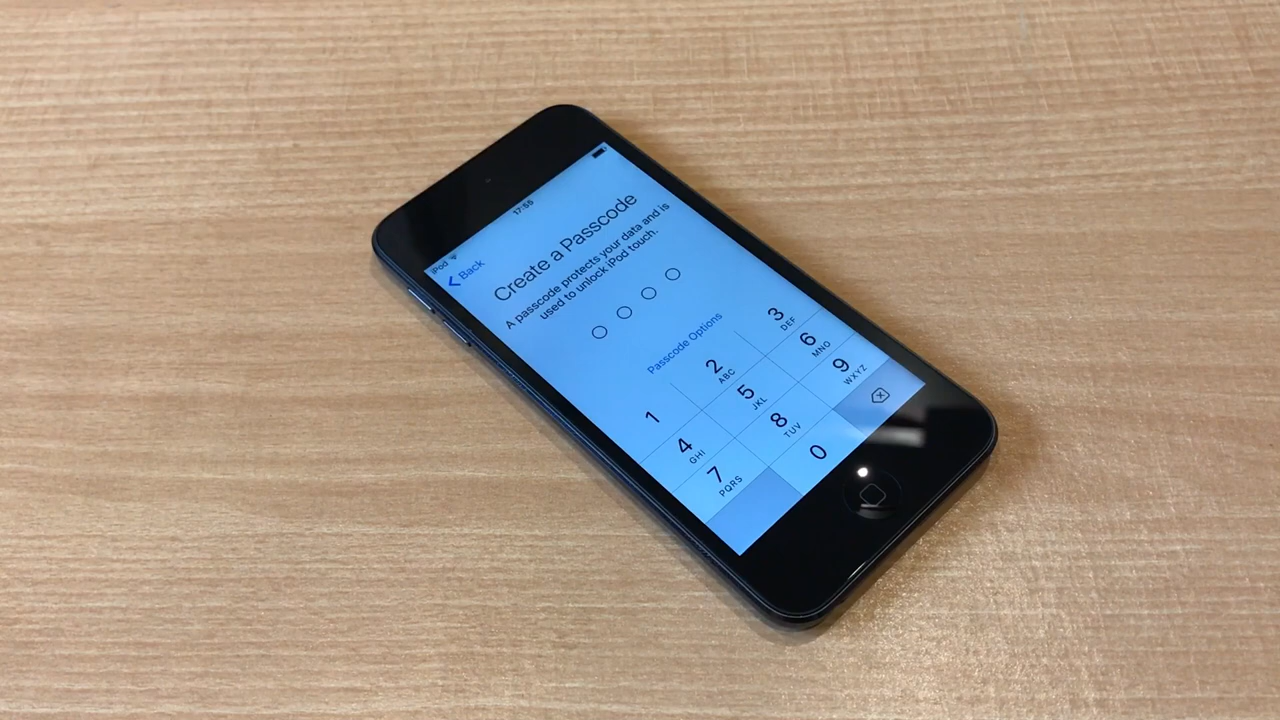 iPod 17:55
Back
Create a Passcode
A passcode protects your data and is
used to unlock iPod touch.
Passcode Options
1 2 3
ABC DEF
4 5 6
GHI JKL MNO
7 8 9
PQRS TUV WXYZ
0